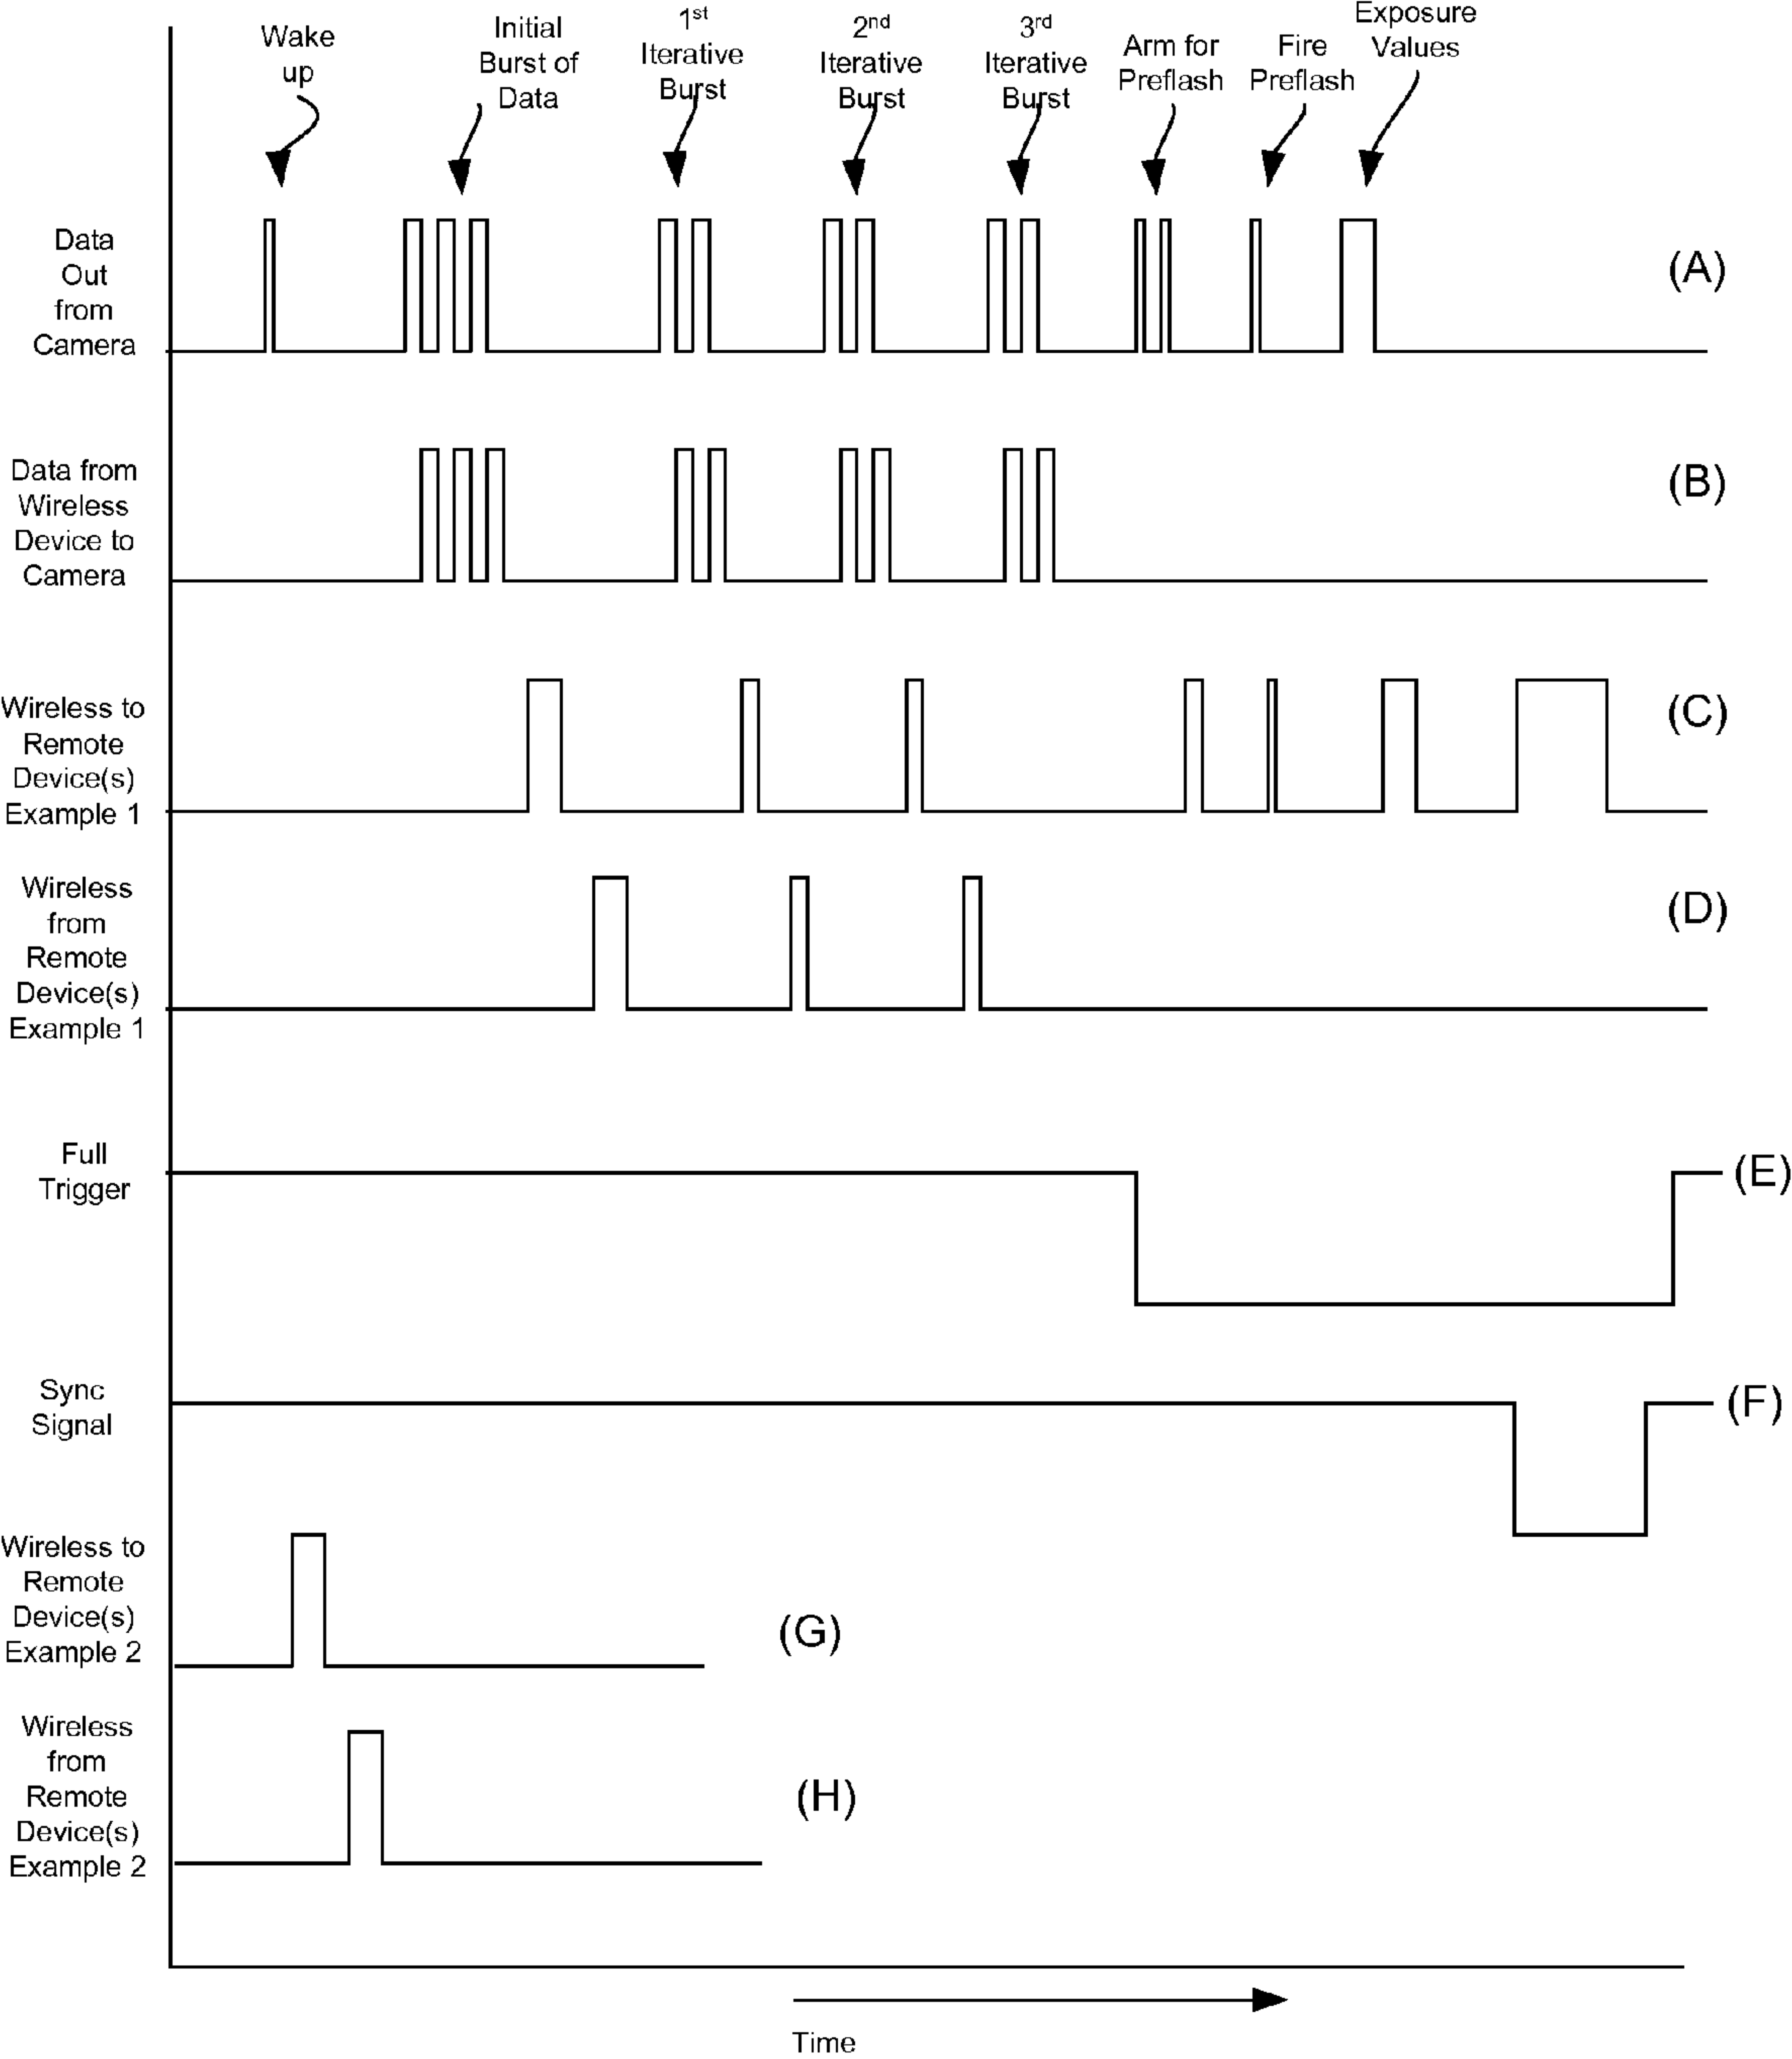 Wake
up
Initial
Burst of
Data
1st
Iterative
Burst
2nd
Iterative
Burst
3rd
Iterative
Burst
Arm for
Preflash
Fire
Preflash
Exposure
Values
Data
Out
from
Camera
(A)
Data from
Wireless
Device to
Camera
(B)
Wireless to
Remote
Device(s)
Example 1
(C)
Wireless
from
Remote
Device(s)
Example 1
(D)
Full
Trigger
(E)
Sync
Signal
(F)
Wireless to
Remote
Device(s)
Example 2
(G)
Wireless
from
Remote
Device(s)
Example 2
(H)
Time